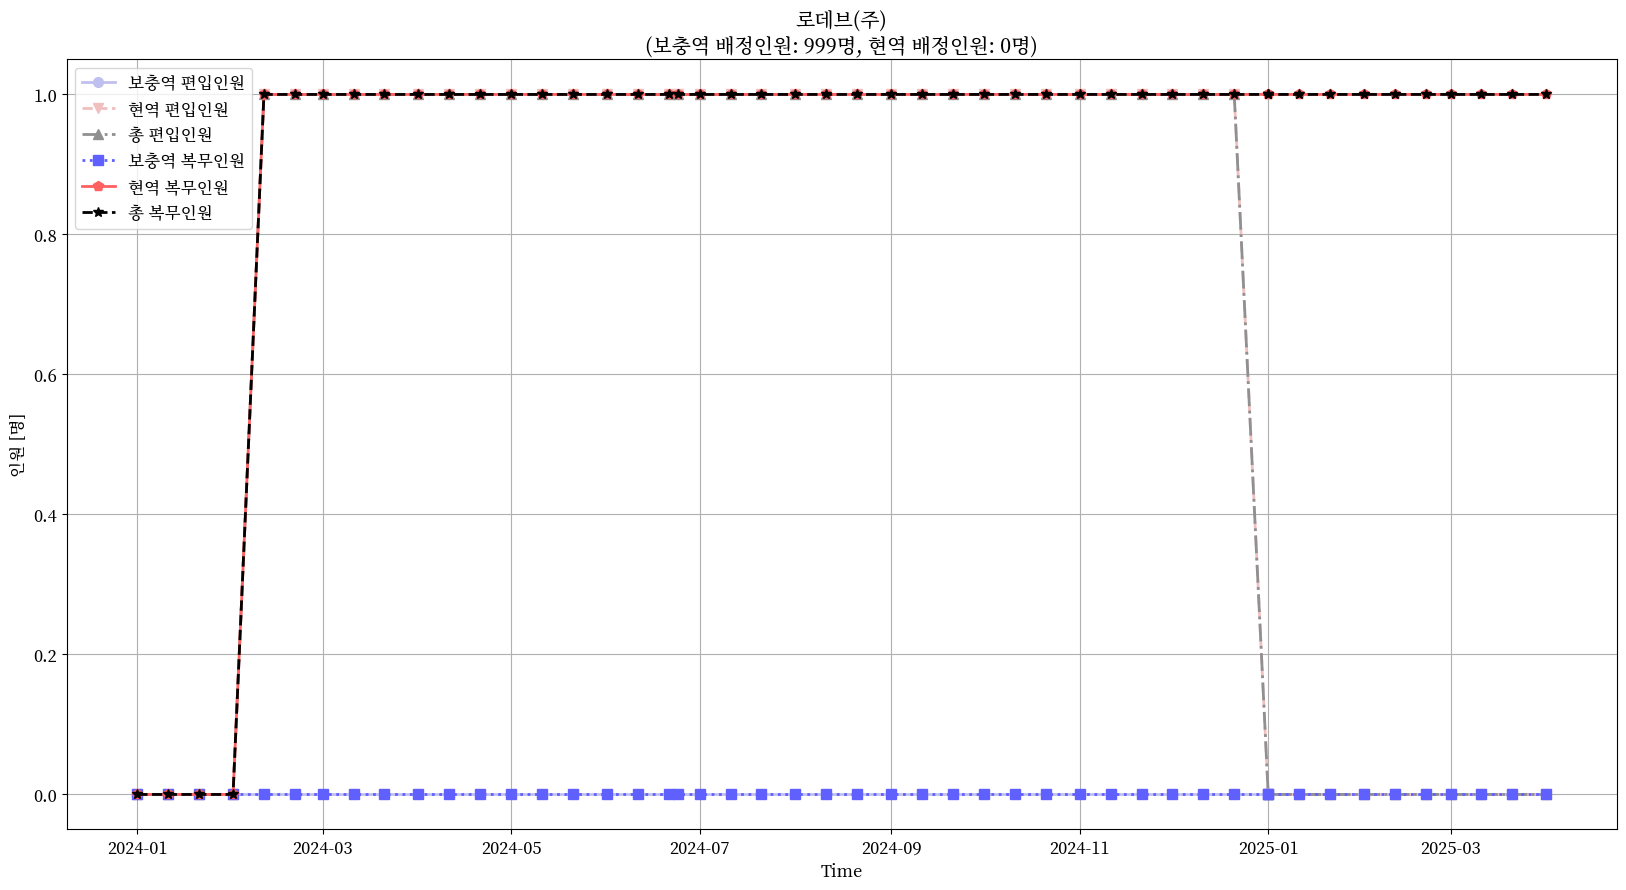 로데브(주)
(보충역 배정인원: 999명, 현역 배정인원: 0명)
보충역 편입인원
현역 편입인원
총 편입인원
보충역 복무인원
현역 복무인원
총 복무인원
1.0
0.8
0.6
0.4
0.2
0.0
인원 [명]
2024-01
2024-03
2024-05
2024-07
2024-09
2024-11
2025-01
2025-03
Time